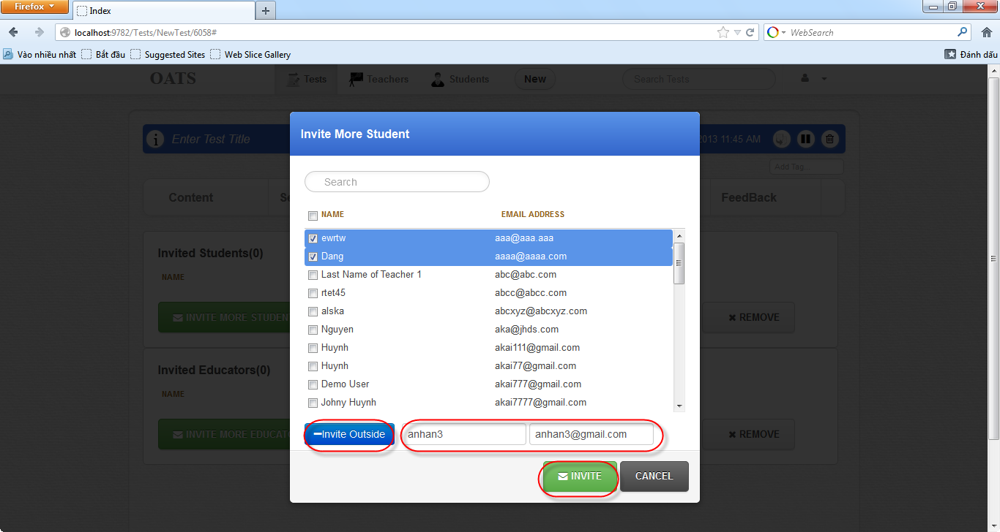 Firefox
Index
localhost:9782/Tests/NewTest/6058#
WebSearch
Vào nhiều nhất Bắt đầu Suggested Sites Web Slice Gallery Đánh dấu
OATS Tests Teachers Students New Search Tests
Invite More Student
Enter Test Title 2013 11:45 AM
Add Tag...
Search
Content FeedBack
NAME EMAIL ADDRESS
ewrtw aaa@aaa.aaa
Dang aaaa@aaaa.com
Last Name of Teacher 1 abc@abc.com
rtet45 abcc@abcc.com
alska abcxyz@abcxyz.com
Nguyen aka@jhds.com
Huynh akai111@gmail.com
Huynh akai77@gmail.com
Demo User akai777@gmail.com
Johny Huynh akai7777@gmail.com
Invited Students(0)
NAME
INVITE MORE STUDEN REMOVE
Invited Educators(0)
NAME
INVITE MORE EDUCAT REMOVE
Invite Outside anhan3 anhan3@gmail.com
INVITE CANCEL